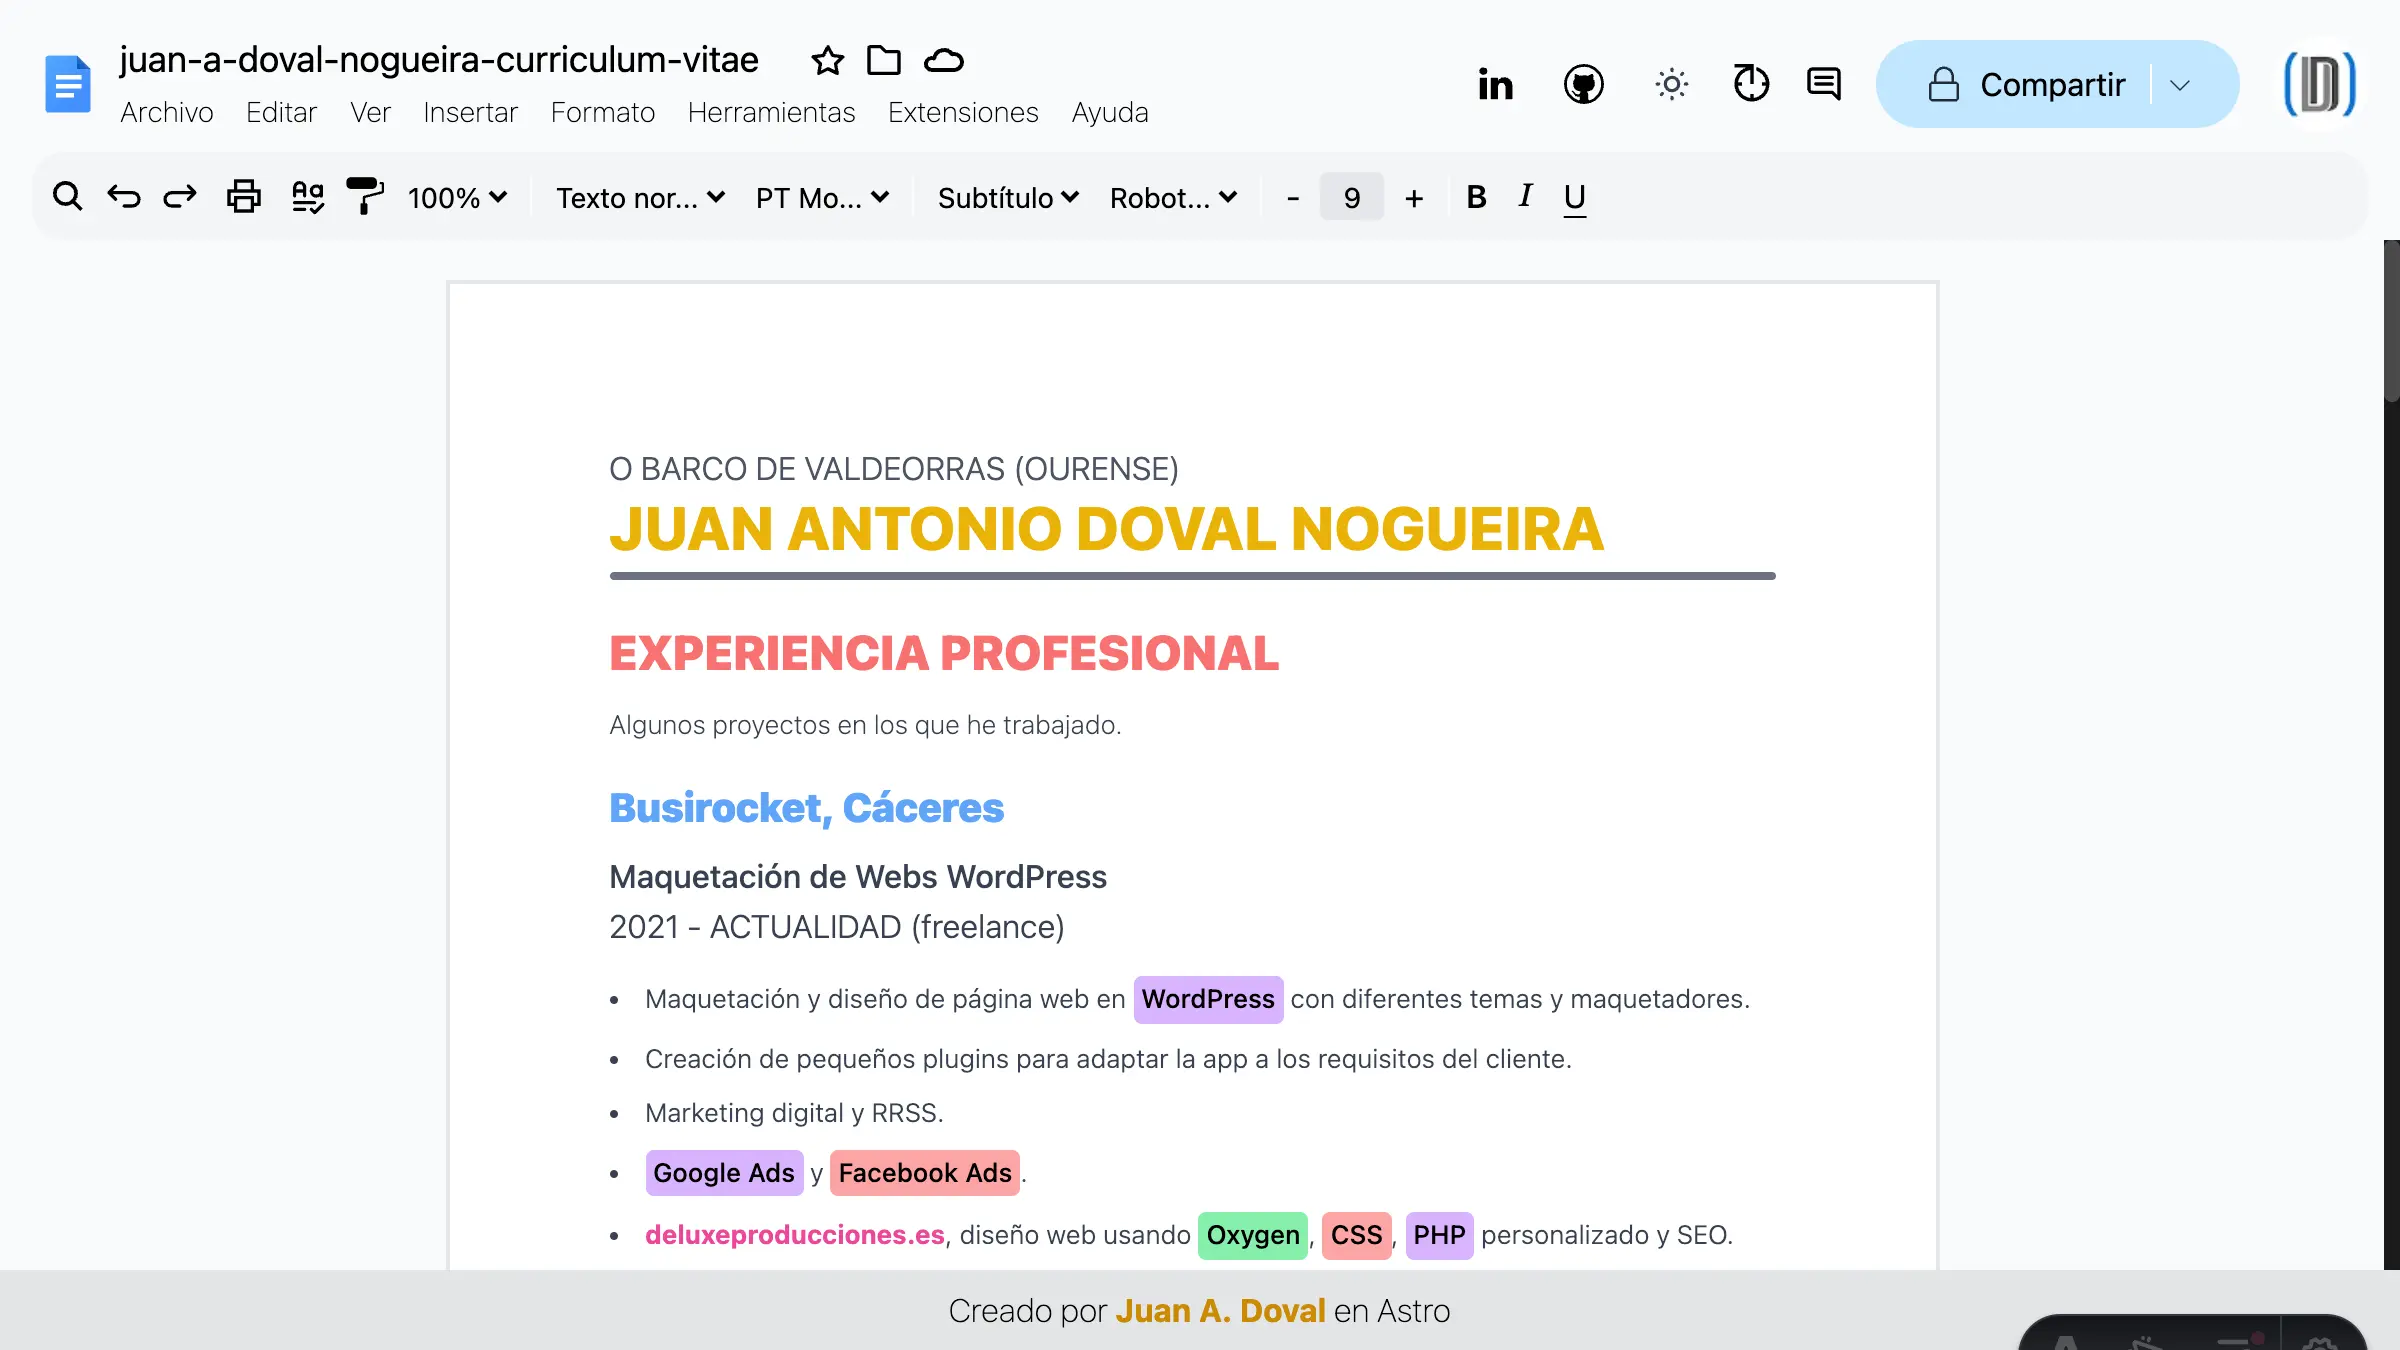 juan-a-doval-nogueira-curriculum-vitae
Archivo Editar Ver Insertar Formato Herramientas Extensiones Ayuda
Compartir
100% Texto nor... PT Mo... Subtítulo Robot... - 9 + B I U
O BARCO DE VALDEORRAS (OURENSE)
JUAN ANTONIO DOVAL NOGUEIRA
EXPERIENCIA PROFESIONAL
Algunos proyectos en los que he trabajado.
Busirocket, Cáceres
Maquetación de Webs WordPress
2021 - ACTUALIDAD (freelance)
• Maquetación y diseño de página web en WordPress con diferentes temas y maquetadores.
• Creación de pequeños plugins para adaptar la app a los requisitos del cliente.
• Marketing digital y RRSS.
• Google Ads y Facebook Ads.
• deluxeproducciones.es, diseño web usando Oxygen, CSS, PHP personalizado y SEO.
Creado por Juan A. Doval en Astro